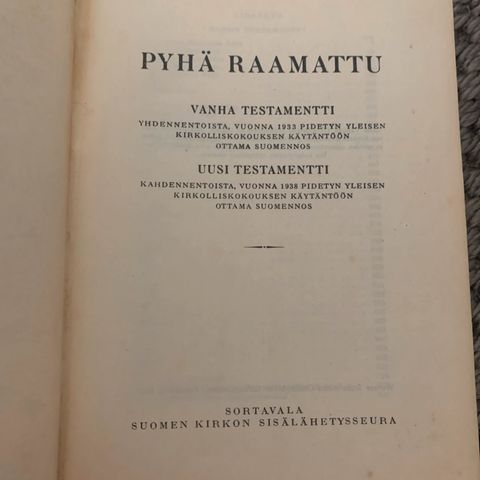 PYHÄ RAAMATTU
VANHA TESTAMENTTI
YHDENNENTOISTA, VUONNA 1933 PIDETYN YLEISEN
KIRKOLLISKOKOUKSEN KÄYTÄNTÖÖN
OTTAMA SUOMENNOS
UUSI TESTAMENTTI
KAHDENNENTOISTA, VUONNA 1938 PIDETYN YLEISEN
KIRKOLLISKOKOUKSEN KÄYTÄNTÖÖN
OTTAMA SUOMENNOS
SORTAVALA
SUOMEN KIRKON SISÄLÄHETYSSEURA